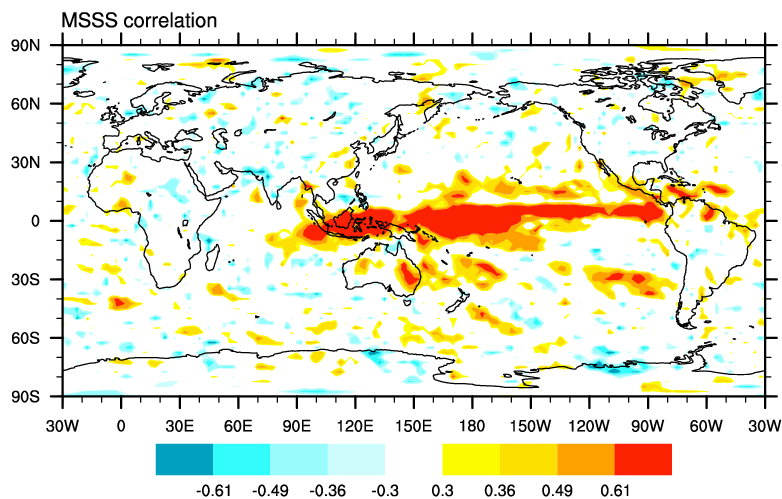 MSSS correlation
90N
60N
30N
0
30S
60S
90S
30W 0 30E 60E 90E 120E 150E 180 150W 120W 90W 60W 30W
-0.61 -0.49 -0.36 -0.3 0.3 0.36 0.49 0.61